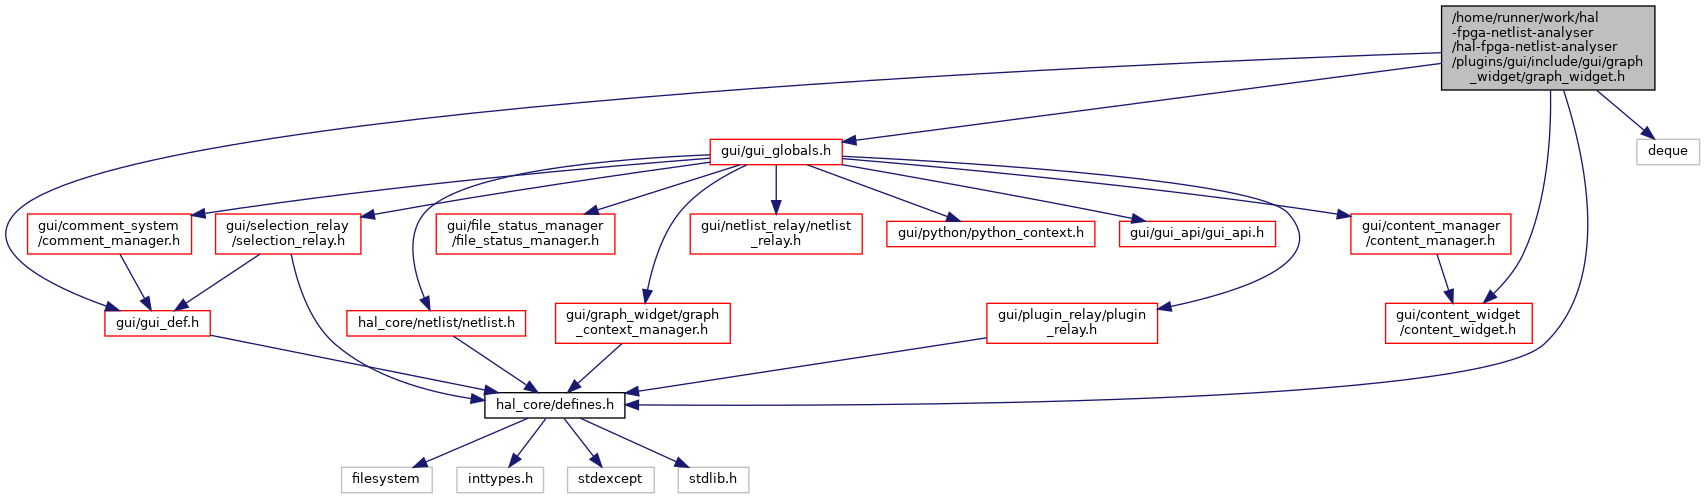 /home/runner/work/hal
-fpga-netlist-analyser
/hal-fpga-netlist-analyser
/plugins/gui/include/gui/graph
_widget/graph_widget.h
gui/gui_globals.h
deque
gui/comment_system
/comment_manager.h
gui/selection_relay
/selection_relay.h
gui/file_status_manager
/file_status_manager.h
gui/netlist_relay/netlist
_relay.h
gui/python/python_context.h
gui/gui_api/gui_api.h
gui/content_manager
/content_manager.h
gui/gui_def.h
hal_core/netlist/netlist.h
gui/graph_widget/graph
_context_manager.h
gui/plugin_relay/plugin
_relay.h
gui/content_widget
/content_widget.h
hal_core/defines.h
filesystem
inttypes.h
stdexcept
stdlib.h